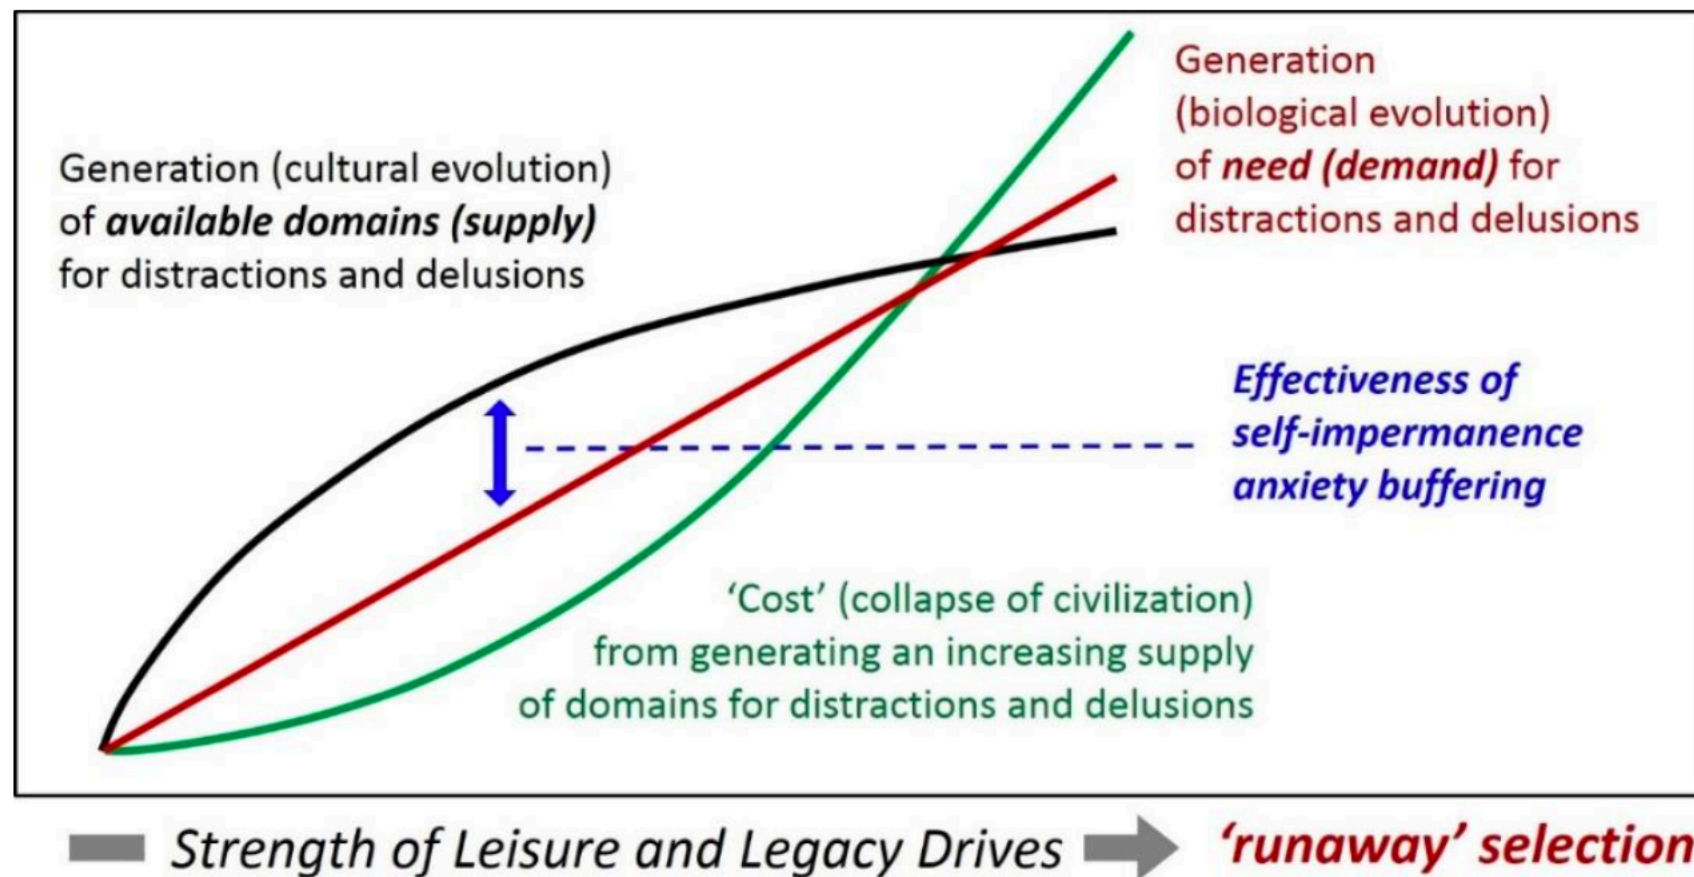 Generation (cultural evolution)
of available domains (supply)
for distractions and delusions
Generation
(biological evolution)
of need (demand) for
distractions and delusions
Effectiveness of
self-impermanence
anxiety buffering
‘Cost’ (collapse of civilization)
from generating an increasing supply
of domains for distractions and delusions
Strength of Leisure and Legacy Drives
‘runaway’ selection